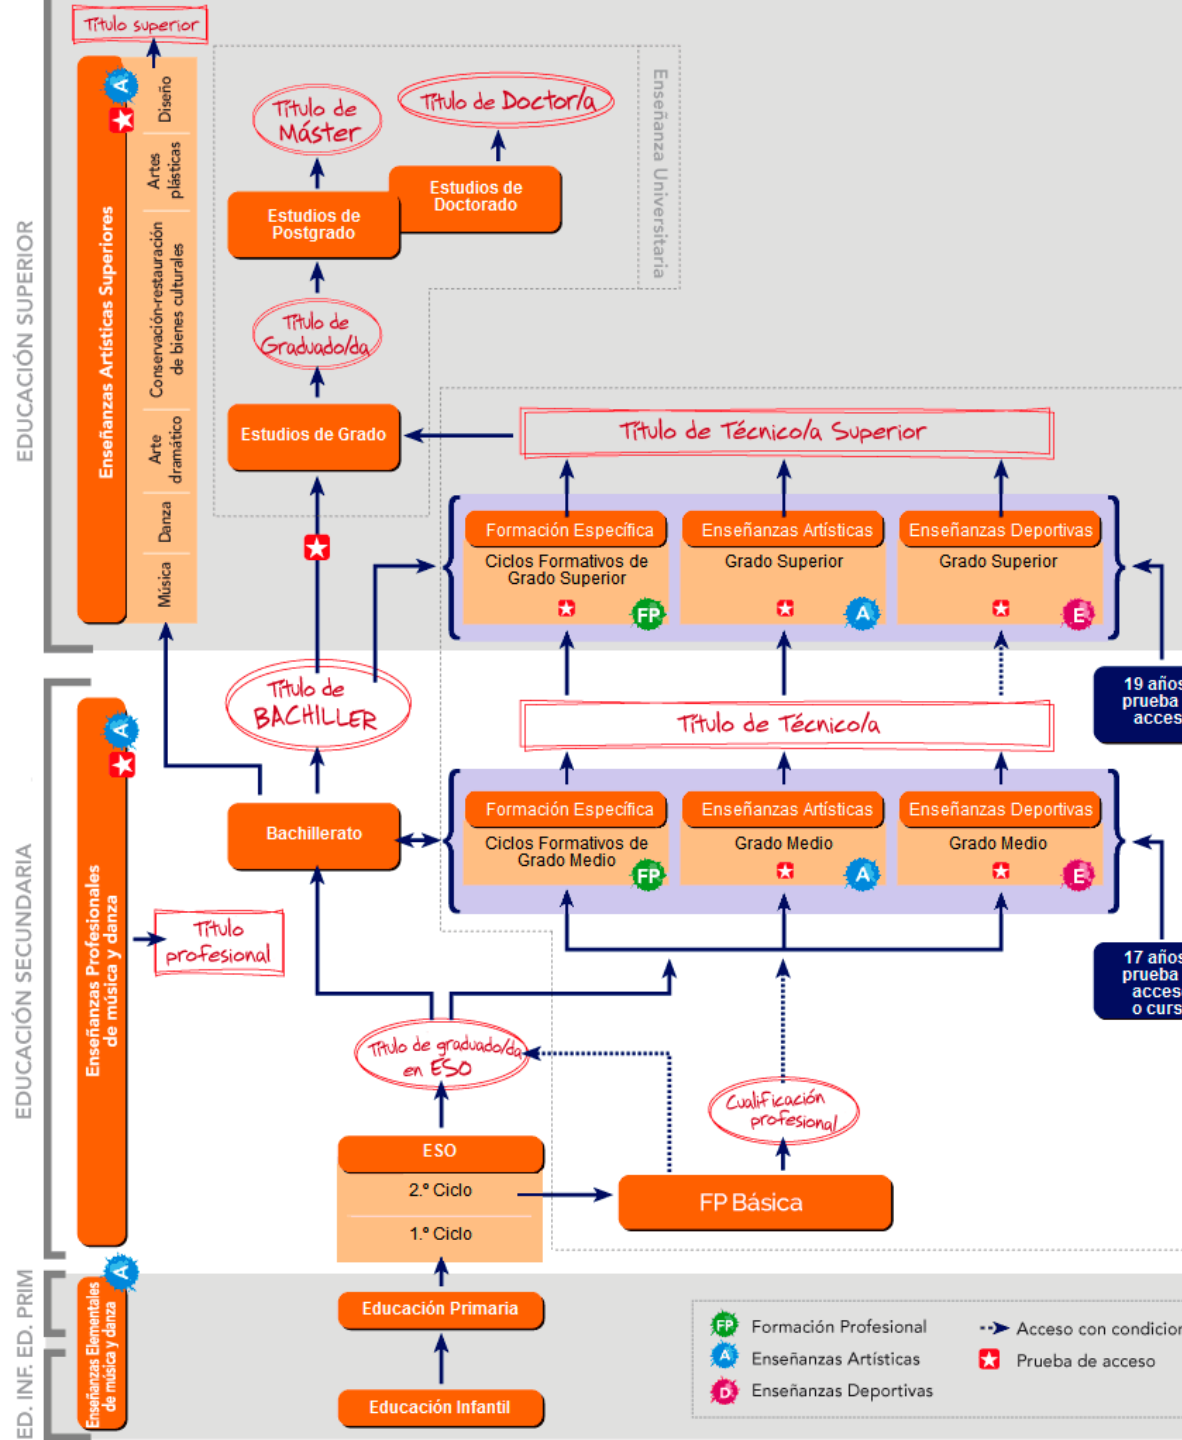 Título superior
EDUCACIÓN SUPERIOR
Enseñanzas Artísticas Superiores
A
Diseño
Artes
plásticas
Conservación-restauración
de bienes culturales
Arte
dramático
Danza
Música
Enseñanza Universitaria
Título de
Máster
Título de Doctor/a
Estudios de
Postgrado
Estudios de
Doctorado
Título de
Graduado/da
Estudios de Grado
Título de Técnico/a Superior
Formación Específica
Ciclos Formativos de
Grado Superior
FP
Enseñanzas Artísticas
Grado Superior
A
Enseñanzas Deportivas
Grado Superior
E
19 años
prueba
acces
EDUCACIÓN SECUNDARIA
Enseñanzas Profesionales
de música y danza
A
Título
profesional
Título de
BACHILLER
Título de Técnico/a
Bachillerato
Formación Específica
Ciclos Formativos de
Grado Medio
FP
Enseñanzas Artísticas
Grado Medio
A
Enseñanzas Deportivas
Grado Medio
E
17 años
prueba
acces
o curs
Título de graduado/da
en ESO
Cualificación
profesional
ESO
2.º Ciclo
1.º Ciclo
FP Básica
ED. PRIM
ED. INF.
Enseñanzas Elementales
de música y danza
A
Educación Primaria
Educación Infantil
FP Formación Profesional
A Enseñanzas Artísticas
D Enseñanzas Deportivas
Acceso con condicion
Prueba de acceso